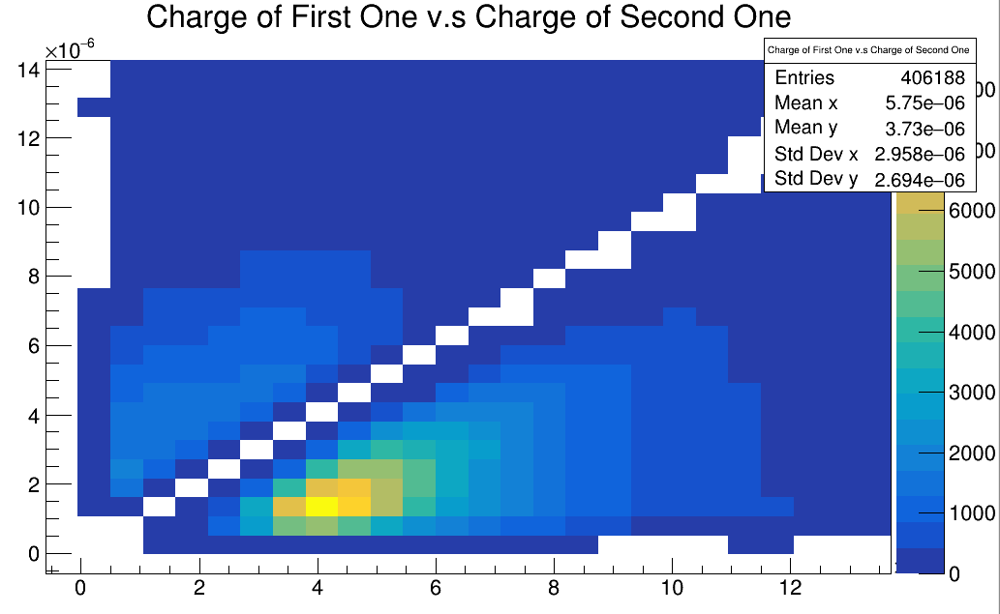 Charge of First One v.s Charge of Second One
×10⁻⁶
Charge of First One v.s Charge of Second One
Entries 406188
Mean x 5.75e−06
Mean y 3.73e−06
Std Dev x 2.958e−06
Std Dev y 2.694e−06
14
12
10
8
6
4
2
0
0 2 4 6 8 10 12
6000
5000
4000
3000
2000
1000
0